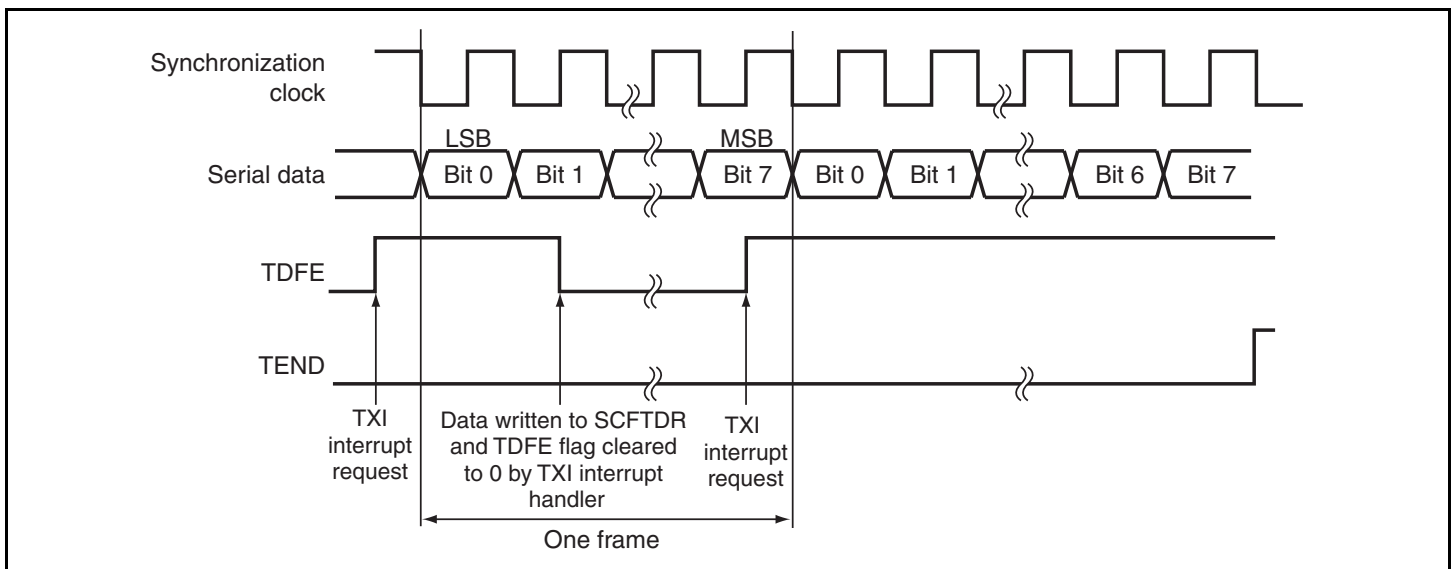 Synchronization
clock
LSB
MSB
Serial data
Bit 0
Bit 1
Bit 7
Bit 0
Bit 1
Bit 6
Bit 7
TDFE
TEND
TXI
interrupt
request
Data written to SCFTDR
and TDFE flag cleared
to 0 by TXI interrupt
handler
TXI
interrupt
request
One frame